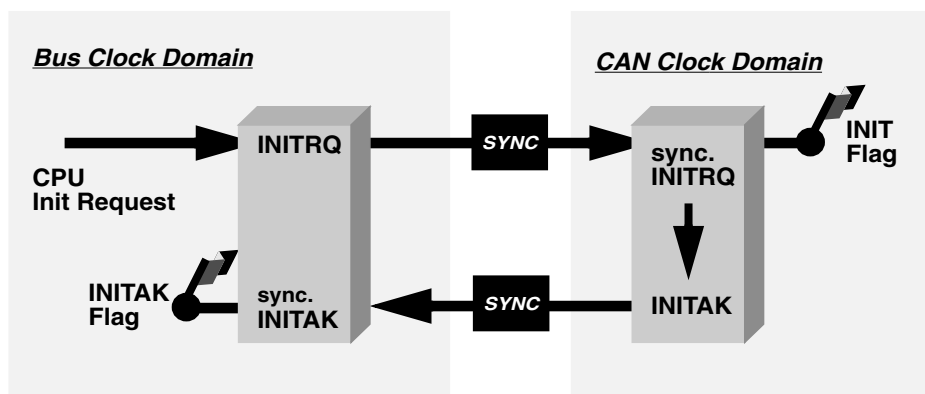 Bus Clock Domain
CAN Clock Domain
INITRQ
SYNC
sync.
INITRQ
INIT
Flag
CPU
Init Request
INITAK
Flag
sync.
INITAK
SYNC
INITAK